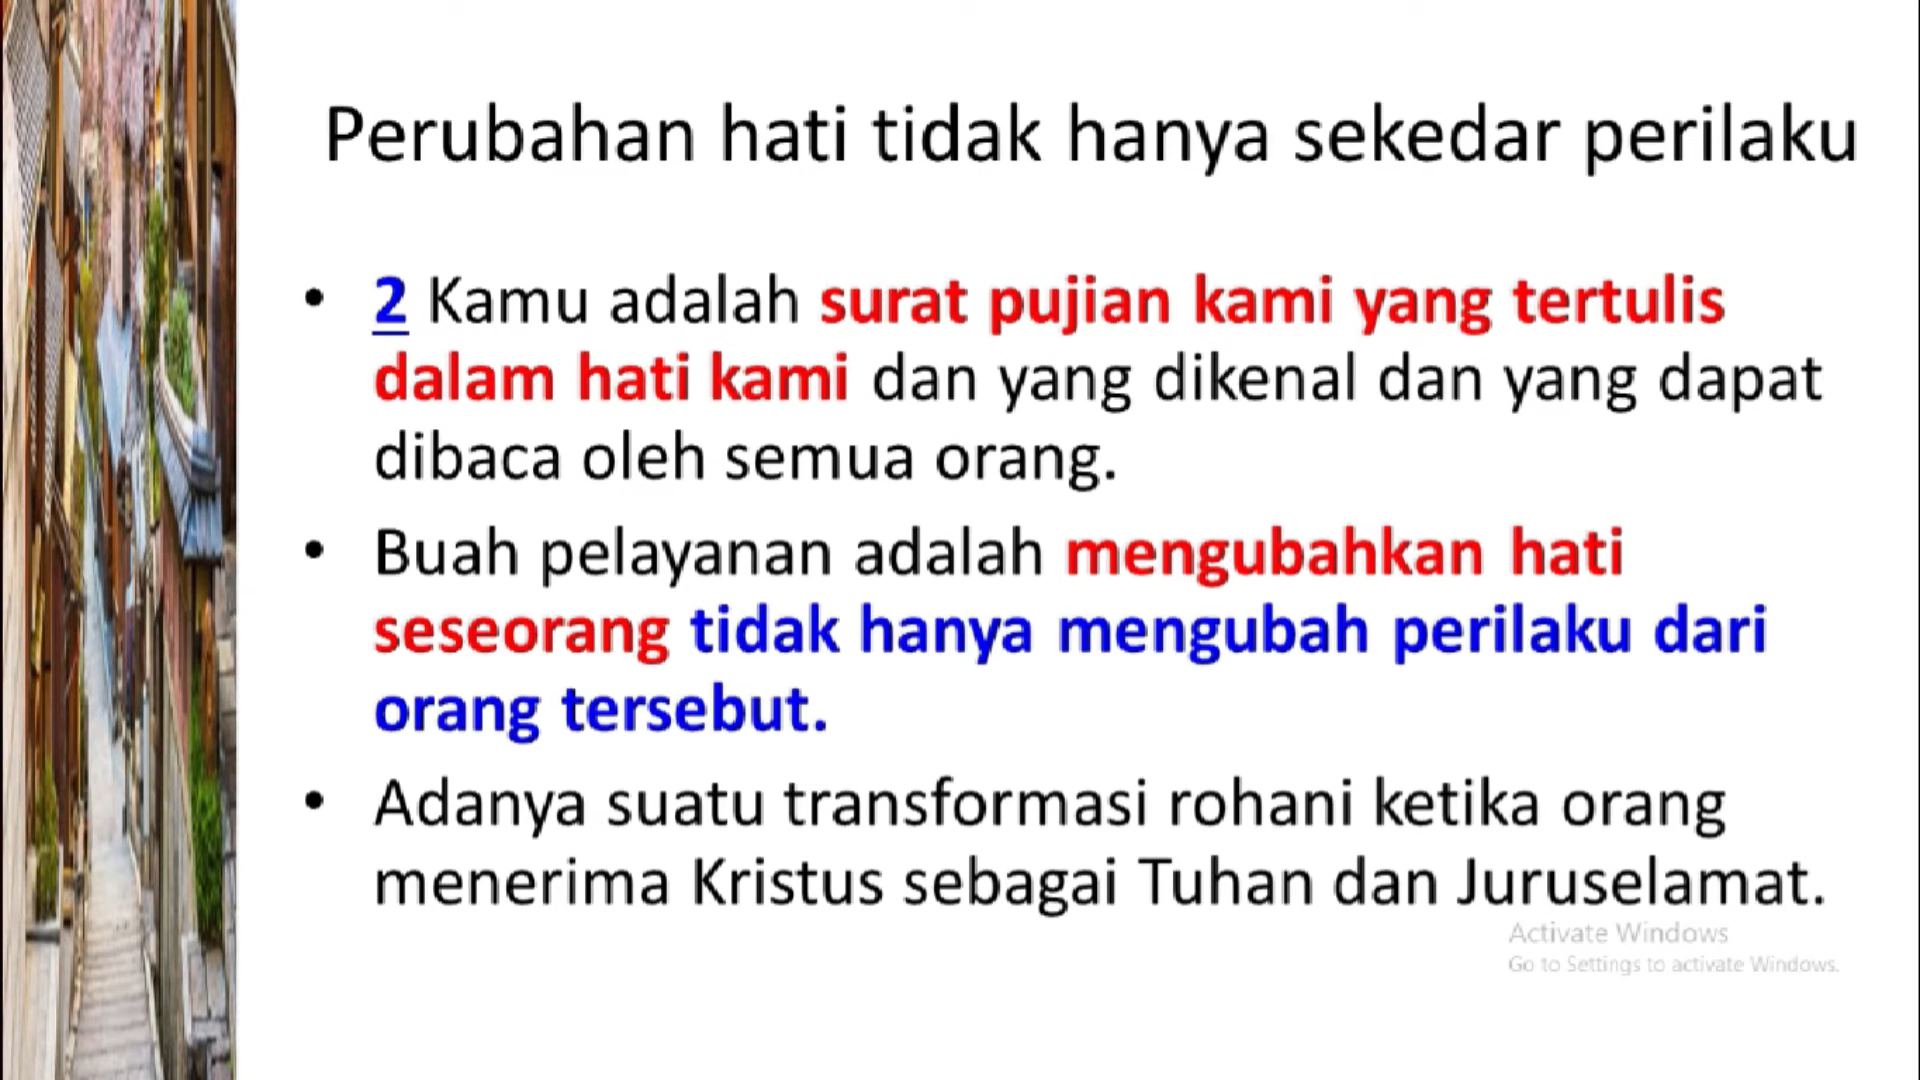 Perubahan hati tidak hanya sekedar perilaku
• 2 Kamu adalah surat pujian kami yang tertulis
dalam hati kami dan yang dikenal dan yang dapat
dibaca oleh semua orang.
• Buah pelayanan adalah mengubahkan hati
seseorang tidak hanya mengubah perilaku dari
orang tersebut.
• Adanya suatu transformasi rohani ketika orang
menerima Kristus sebagai Tuhan dan Juruselamat.
Activate Windows
Go to Settings to activate Windows.